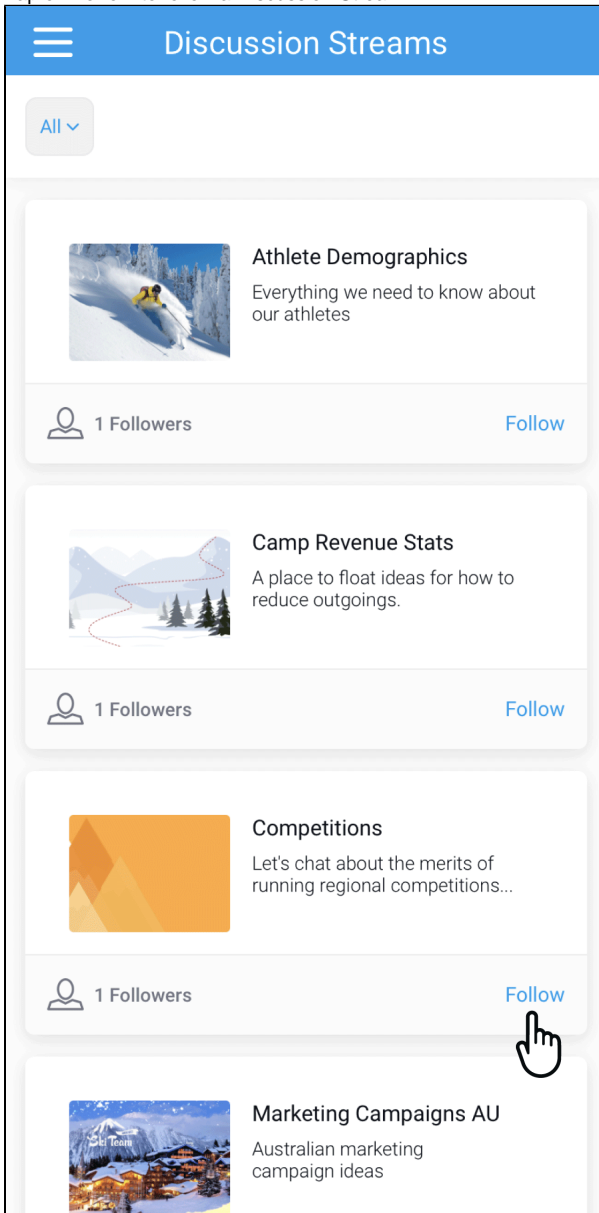 Discussion Streams
All
Athlete Demographics
Everything we need to know about
our athletes
1 Followers
Follow
Camp Revenue Stats
A place to float ideas for how to
reduce outgoings.
1 Followers
Follow
Competitions
Let's chat about the merits of
running regional competitions...
1 Followers
Follow
Ski Team
Marketing Campaigns AU
Australian marketing
campaign ideas